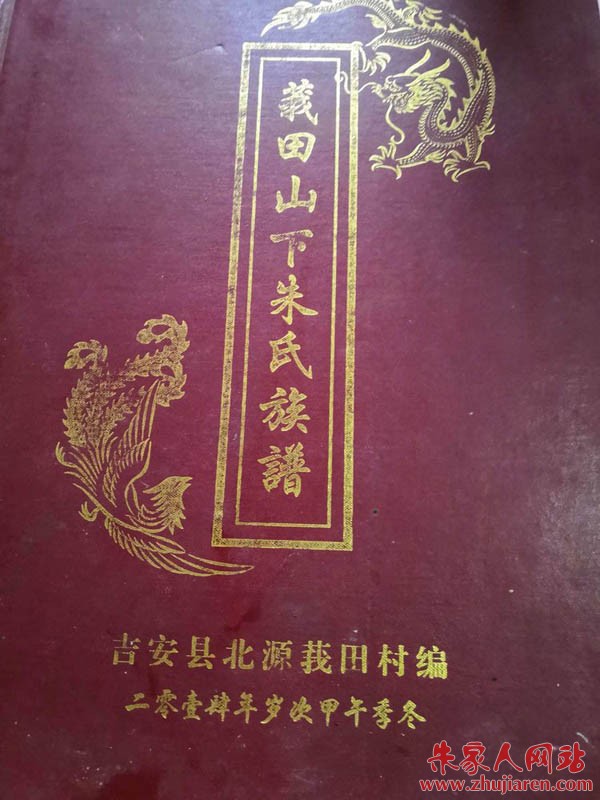 莪田山下朱氏族譜
吉安县北源莪田村编
二零壹肆年岁次甲午季冬
朱家人网站
www.zhujiaren.com